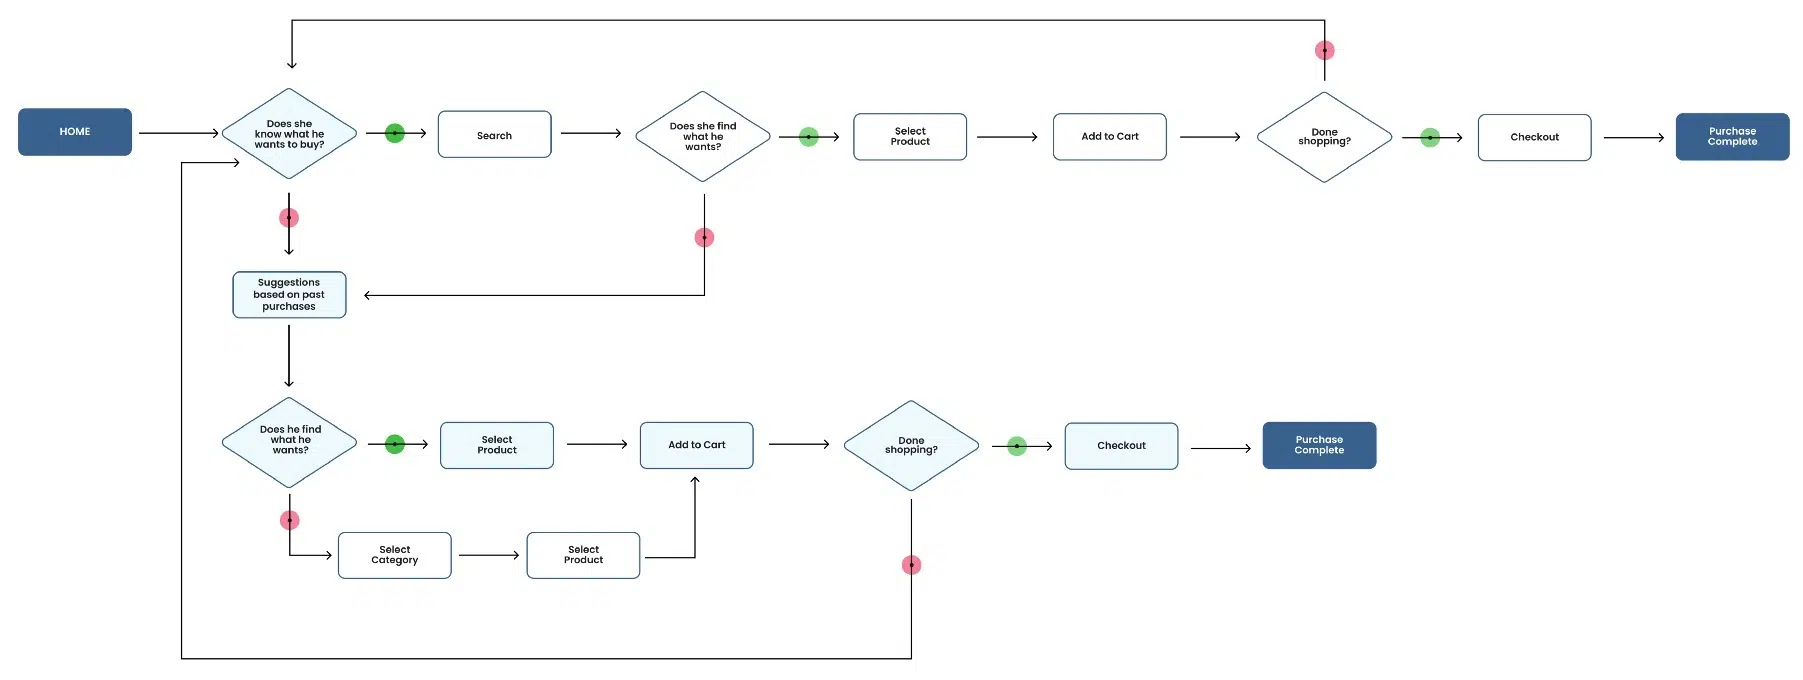 HOME
Does she
know what he
wants to buy?
Search
Does she find
what he
wants?
Select
Product
Add to Cart
Done
shopping?
Checkout
Purchase
Complete
Suggestions
based on past
purchases
Does he find
what he
wants?
Select
Product
Add to Cart
Done
shopping?
Checkout
Purchase
Complete
Select
Category
Select
Product